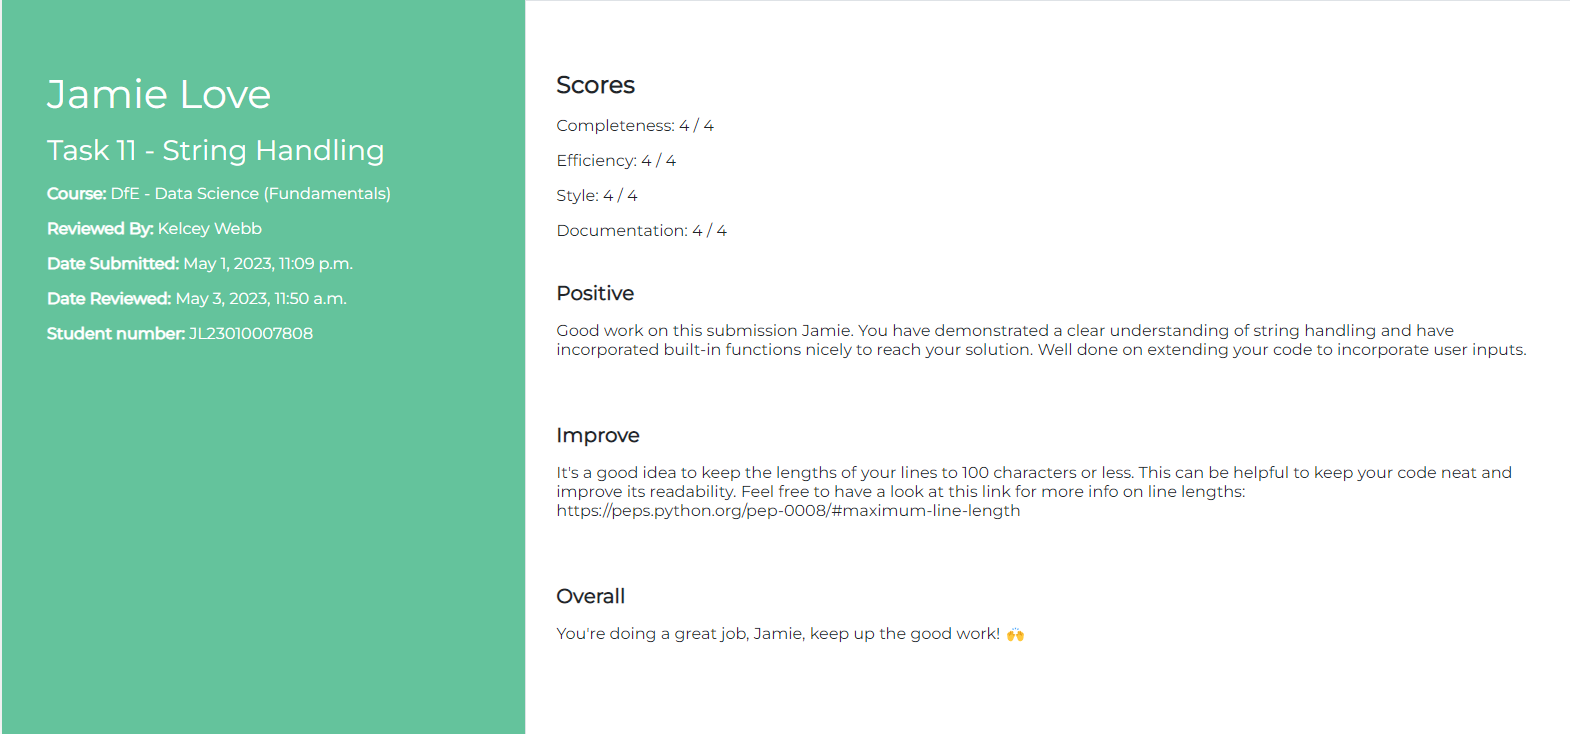 Jamie Love
Task 11 - String Handling
Course: DfE - Data Science (Fundamentals)
Reviewed By: Kelcey Webb
Date Submitted: May 1, 2023, 11:09 p.m.
Date Reviewed: May 3, 2023, 11:50 a.m.
Student number: JL23010007808
Scores
Completeness: 4 / 4
Efficiency: 4 / 4
Style: 4 / 4
Documentation: 4 / 4
Positive
Good work on this submission Jamie. You have demonstrated a clear understanding of string handling and have
incorporated built-in functions nicely to reach your solution. Well done on extending your code to incorporate user inputs.
Improve
It's a good idea to keep the lengths of your lines to 100 characters or less. This can be helpful to keep your code neat and
improve its readability. Feel free to have a look at this link for more info on line lengths:
https://peps.python.org/pep-0008/#maximum-line-length
Overall
You're doing a great job, Jamie, keep up the good work! 🙌